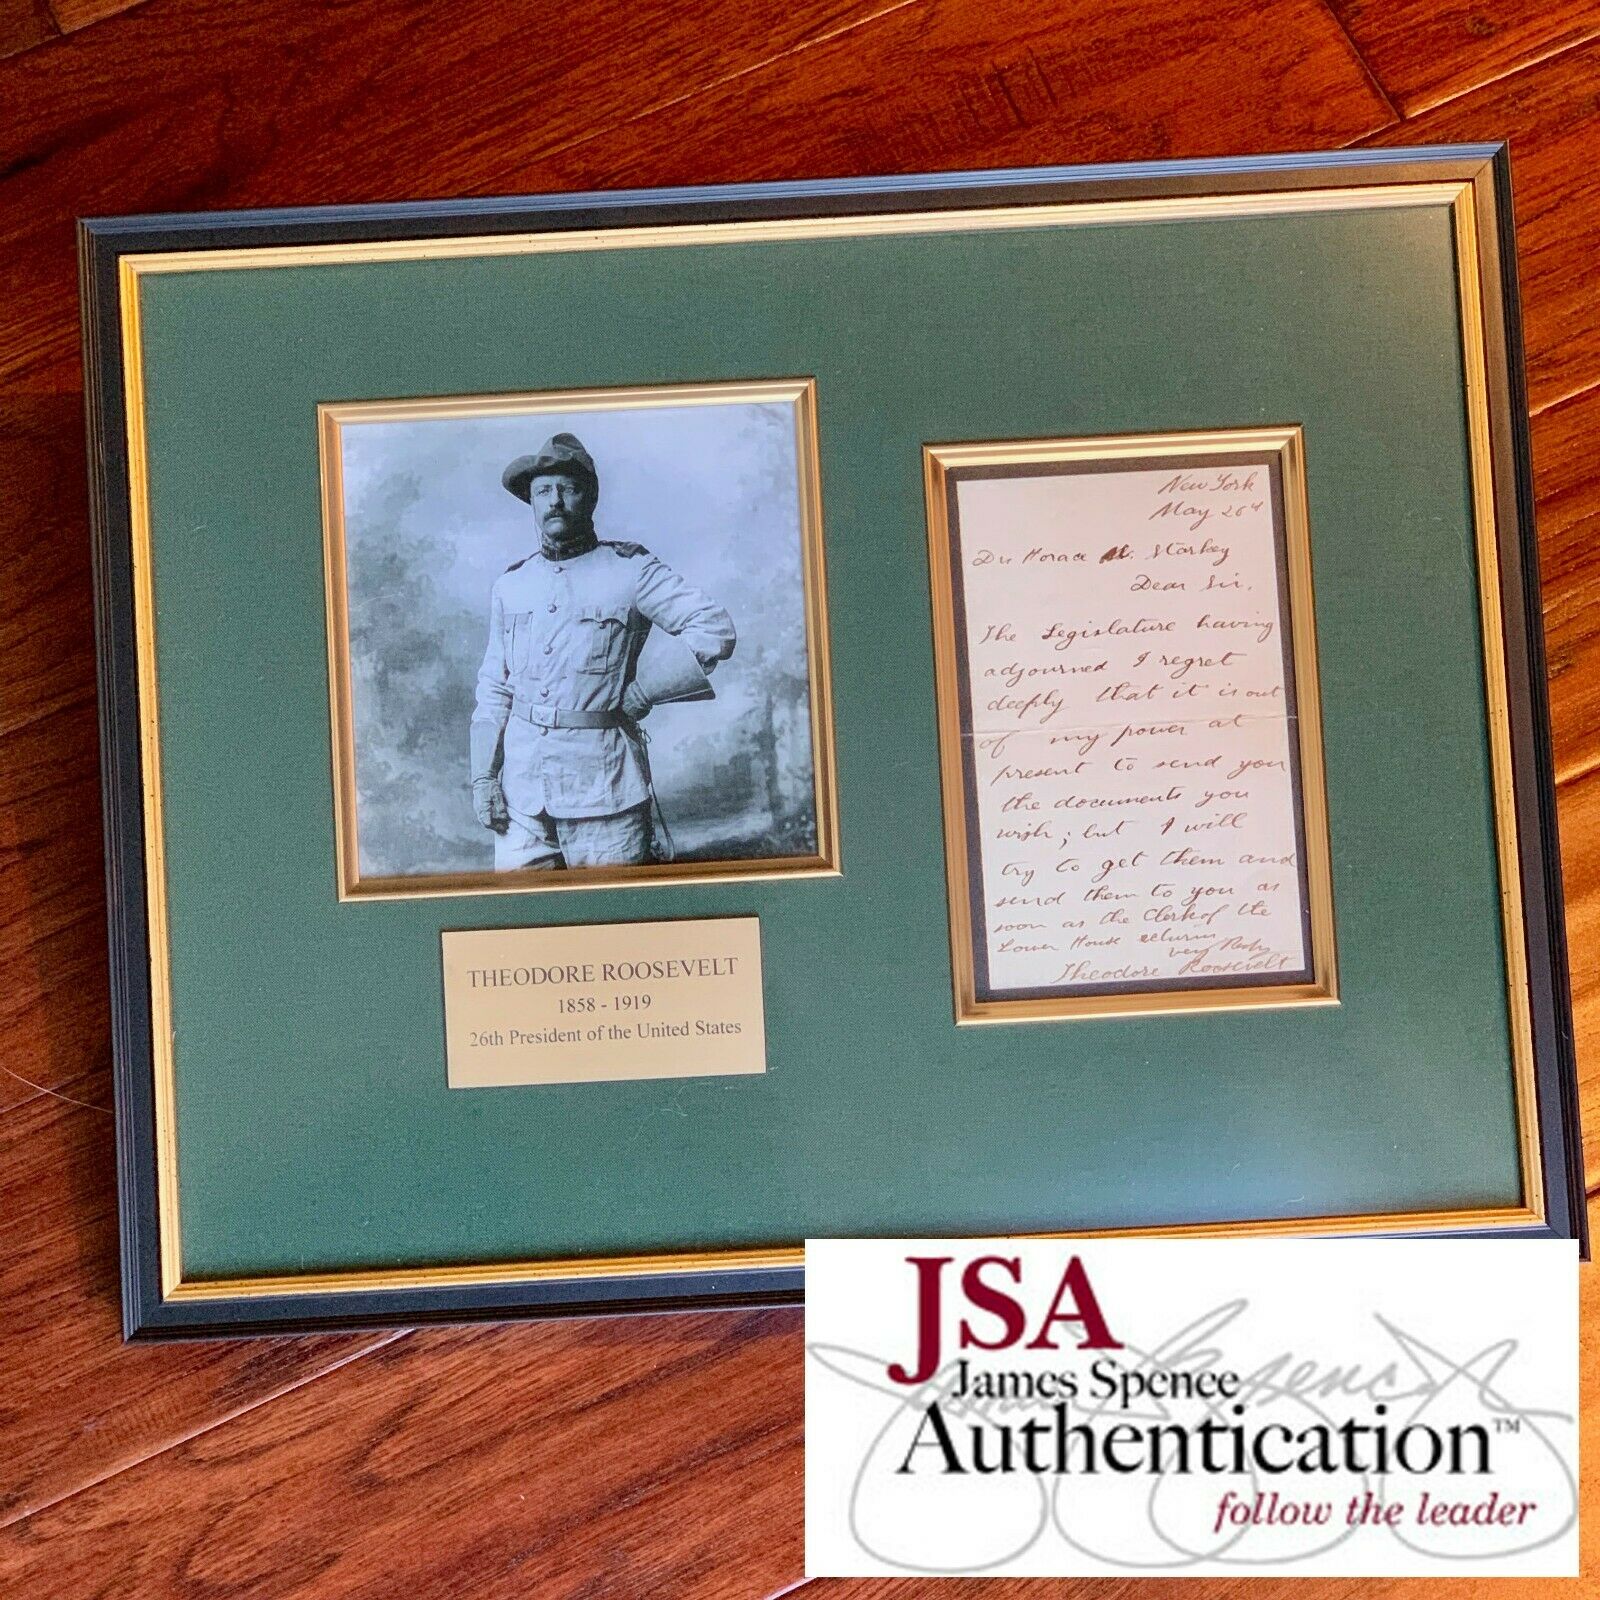 THEODORE ROOSEVELT
1858 - 1919
26th President of the United States
New York
May 26th
Dr Horace M. Starkey
Dear Sir,
The Legislature having
adjourned I regret
deeply that it is out
of my power at
present to send you
the documents you
wish; but I will
try to get them and
send them to you as
soon as the Clerk of the
Lower House returns
very
Theodore Roosevelt
JSA
James Spence
Authentication™
follow the leader